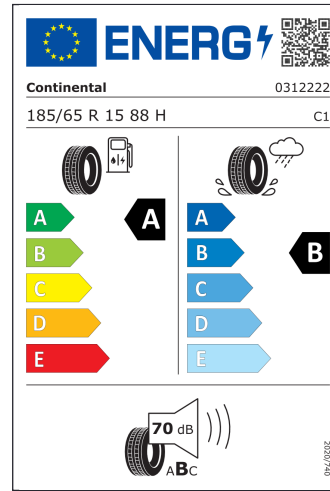 ENERG
Continental 0312222
185/65 R 15 88 H C1
A A A
B B B
C C
D D
E E
70 dB
ABC
2020/740